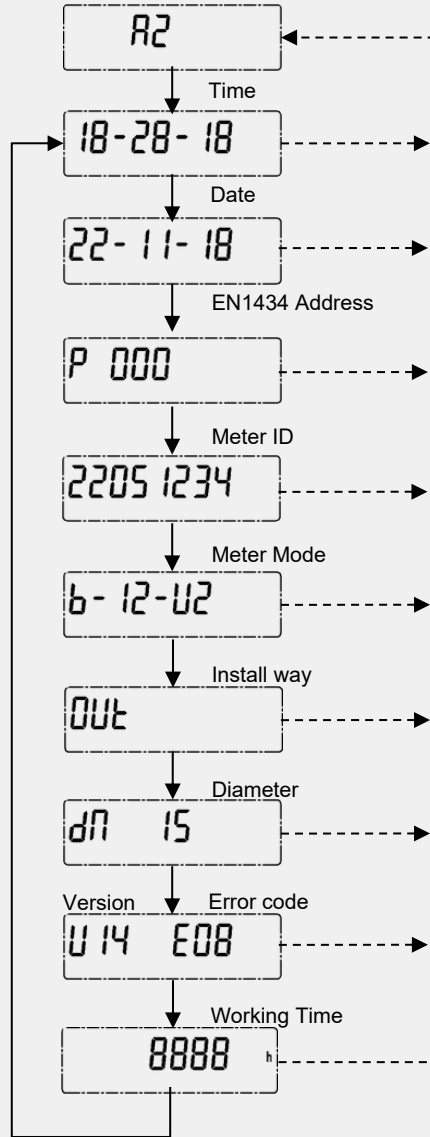 A2
Time
18-28-18
Date
22-11-18
EN1434 Address
P 000
Meter ID
22051234
Meter Mode
b-12-U2
Install way
OUt
Diameter
dn 15
Version Error code
U14 E08
Working Time
8888 h